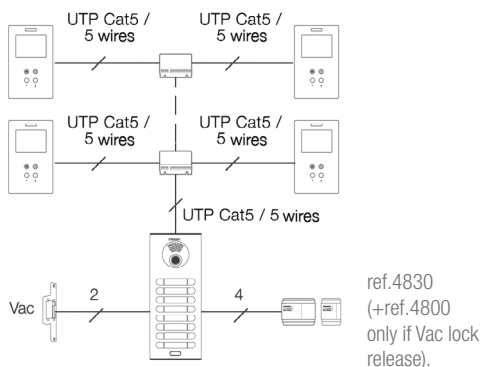 UTP Cat5 /
5 wires
UTP Cat5 /
5 wires
UTP Cat5 /
5 wires
UTP Cat5 /
5 wires
UTP Cat5 / 5 wires
Vac
2
4
ref.4830
(+ref.4800
only if Vac lock
release).